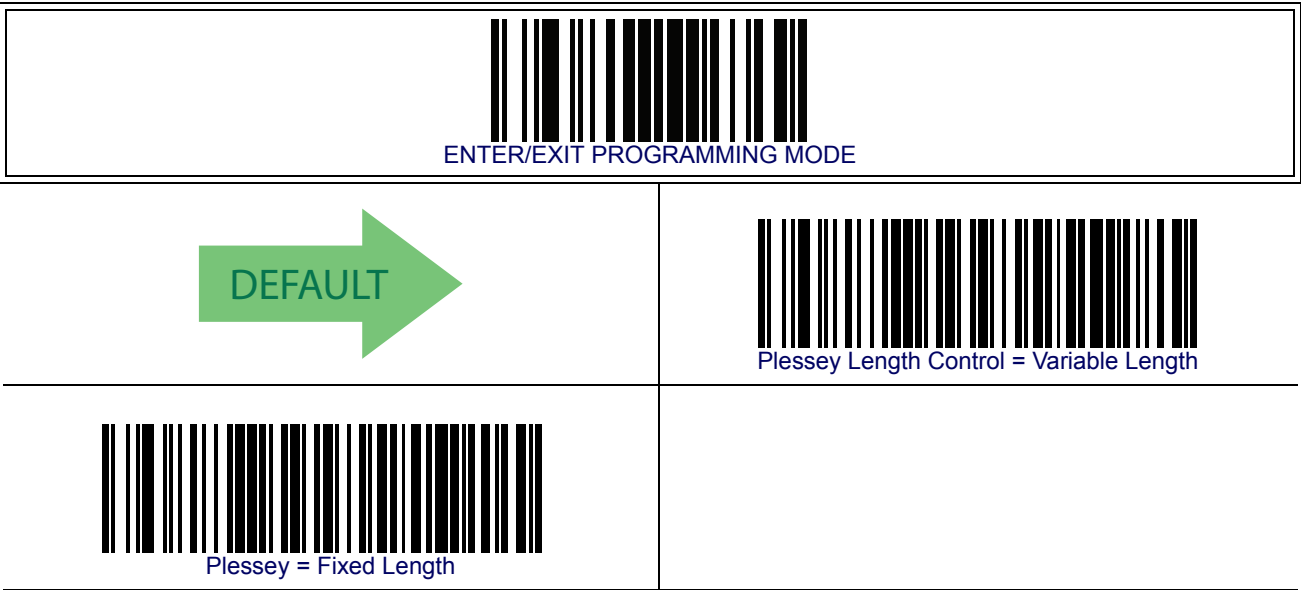 ENTER/EXIT PROGRAMMING MODE
DEFAULT
Plessey Length Control = Variable Length
Plessey = Fixed Length